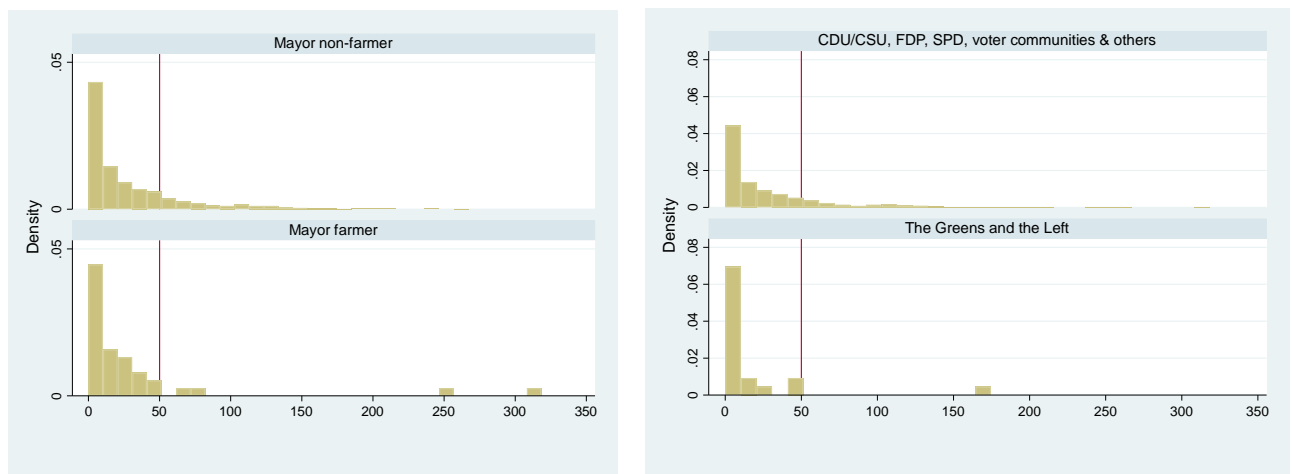 Mayor non-farmer
.05
0
Mayor farmer
.05
0
Density
0 50 100 150 200 250 300 350
CDU/CSU, FDP, SPD, voter communities & others
.08
.06
.04
.02
0
The Greens and the Left
.08
.06
.04
.02
0
Density
0 50 100 150 200 250 300 350